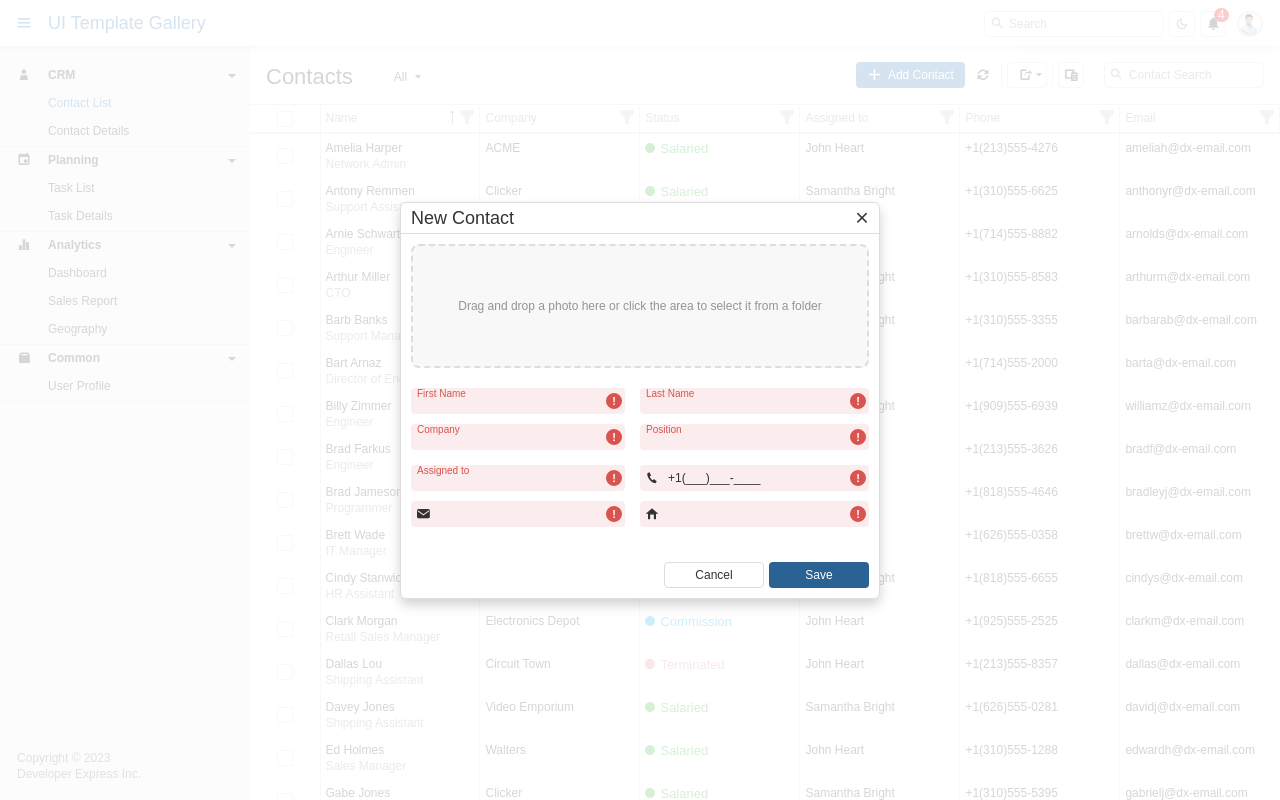 UI Template Gallery
Search
4
CRM
Contact List
Contact Details
Planning
Task List
Task Details
Analytics
Dashboard
Sales Report
Geography
Common
User Profile
Copyright © 2023
Developer Express Inc.
Contacts
All
Add Contact
Contact Search
Name Company Status Assigned to Phone Email
Amelia Harper ACME Salaried John Heart +1(213)555-4276 ameliah@dx-email.com
Network Admin
Antony Remmen Clicker Salaried Samantha Bright +1(310)555-6625 anthonyr@dx-email.com
Support Assis
Arnie Schwart +1(714)555-8882 arnolds@dx-email.com
Engineer
Arthur Miller ght +1(310)555-8583 arthurm@dx-email.com
CTO
Barb Banks ght +1(310)555-3355 barbarab@dx-email.com
Support Mana
Bart Arnaz +1(714)555-2000 barta@dx-email.com
Director of Eng
Billy Zimmer ght +1(909)555-6939 williamz@dx-email.com
Engineer
Brad Farkus +1(213)555-3626 bradf@dx-email.com
Engineer
Brad Jameson +1(818)555-4646 bradleyj@dx-email.com
Programmer
Brett Wade +1(626)555-0358 brettw@dx-email.com
IT Manager
Cindy Stanwic ght +1(818)555-6655 cindys@dx-email.com
HR Assistant
Clark Morgan Electronics Depot Commission John Heart +1(925)555-2525 clarkm@dx-email.com
Retail Sales Manager
Dallas Lou Circuit Town Terminated John Heart +1(213)555-8357 dallas@dx-email.com
Shipping Assistant
Davey Jones Video Emporium Salaried Samantha Bright +1(626)555-0281 davidj@dx-email.com
Shipping Assistant
Ed Holmes Walters Salaried John Heart +1(310)555-1288 edwardh@dx-email.com
Sales Manager
Gabe Jones Clicker Salaried Samantha Bright +1(310)555-5395 gabrielj@dx-email.com
New Contact
Drag and drop a photo here or click the area to select it from a folder
First Name ! Last Name !
Company ! Position !
Assigned to ! +1(___)___-____ !
! !
Cancel Save